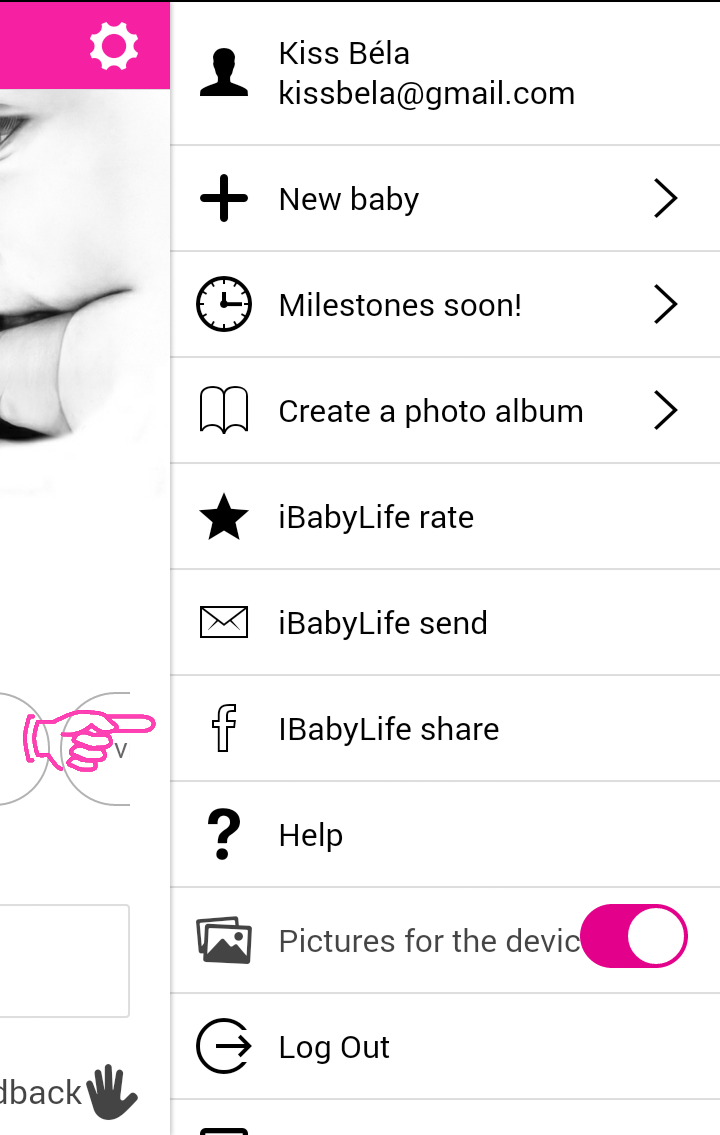 Kiss Béla
kissbela@gmail.com
New baby
Milestones soon!
Create a photo album
iBabyLife rate
iBabyLife send
IBabyLife share
v
Help
Pictures for the devic
Log Out
dback